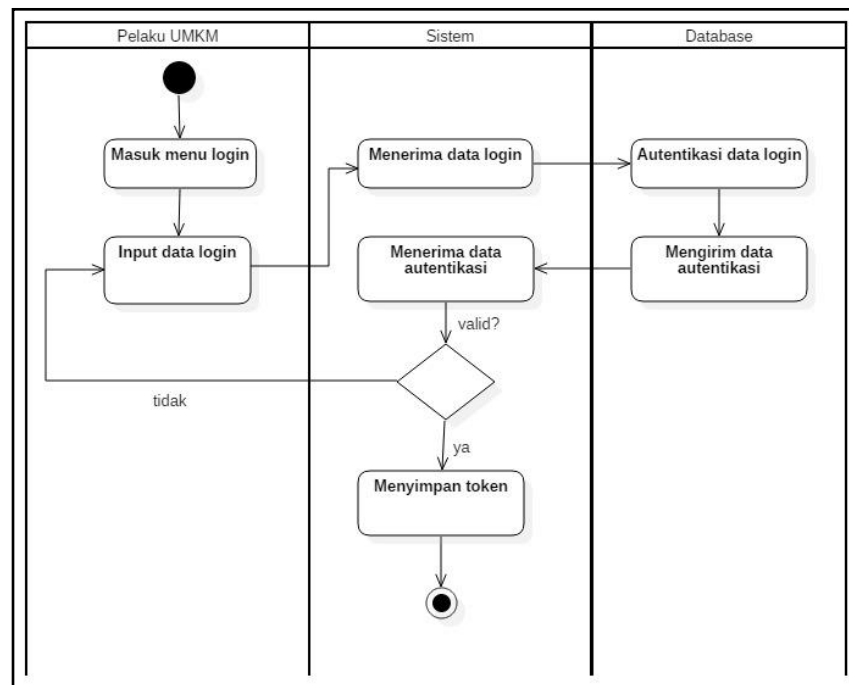 Pelaku UMKM
Sistem
Database
Masuk menu login
Menerima data login
Autentikasi data login
Input data login
Menerima data
autentikasi
Mengirim data
autentikasi
valid?
tidak
ya
Menyimpan token